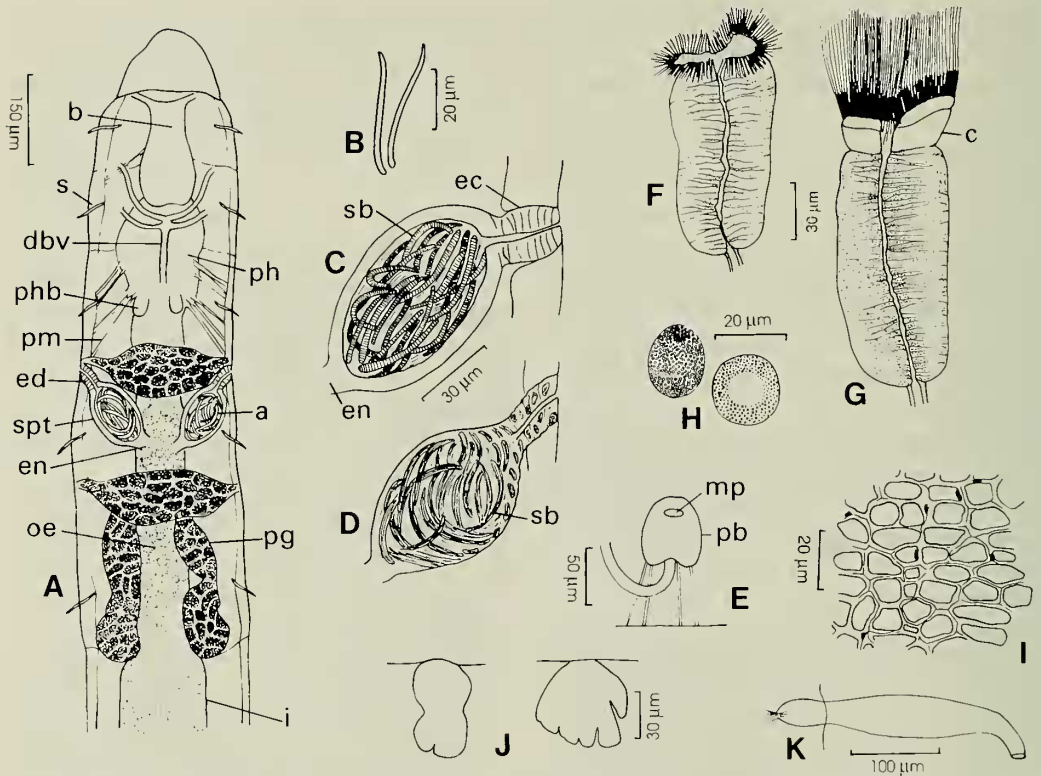 150 µm
b
s
dbv
ph
phb
pm
ed
spt
a
en
oe
pg
A
i
B
20 µm
ec
sb
C
en
30 µm
D
sb
F
30 µm
c
G
20 µm
H
mp
pb
50 µm
E
20 µm
I
J
30 µm
K
100 µm